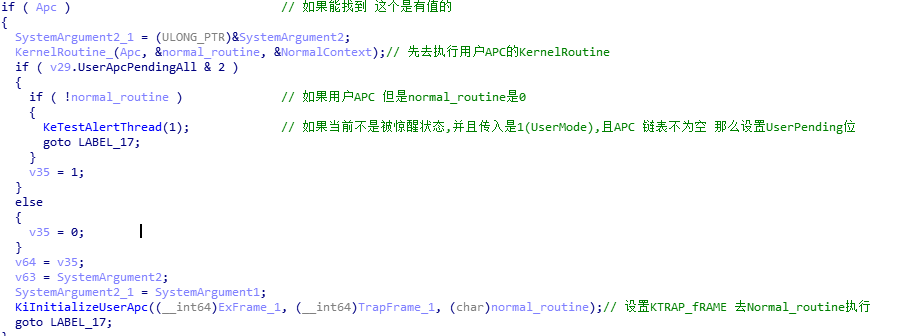 if ( Apc )                              // 如果能找到 这个是有值的
{
  SystemArgument2_1 = (ULONG_PTR)&SystemArgument2;
  KernelRoutine_(Apc, &normal_routine, &NormalContext);// 先去执行用户APC的KernelRoutine
  if ( v29.UserApcPendingAll & 2 )
  {
    if ( !normal_routine )              // 如果用户APC 但是normal_routine是0
    {
      KeTestAlertThread(1);             // 如果当前不是被惊醒状态,并且传入是1(UserMode),且APC 链表不为空 那么设置UserPending位
      goto LABEL_17;
    }
    v35 = 1;
  }
  else
  {
    v35 = 0;
  }
  v64 = v35;
  v63 = SystemArgument2;
  SystemArgument2_1 = SystemArgument1;
  KiInitializeUserApc((__int64)ExFrame_1, (__int64)TrapFrame_1, (char)normal_routine);// 设置KTRAP_fRAME 去Normal_routine执行
  goto LABEL_17;